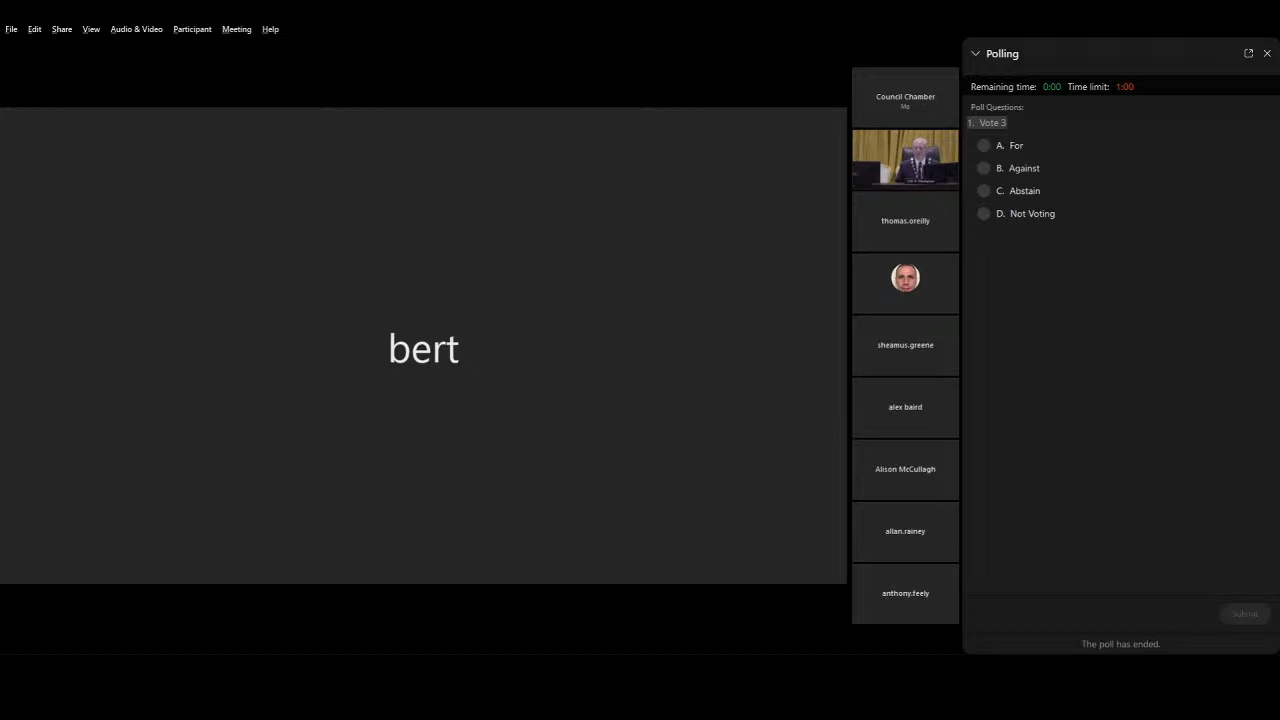 File Edit Share View Audio & Video Participant Meeting Help
bert
Council Chamber
Me
thomas.oreilly
sheamus.greene
alex baird
Alison McCullagh
allan.rainey
anthony.feely
Polling
Remaining time: 0:00 Time limit: 1:00
Poll Questions:
1. Vote 3
A. For
B. Against
C. Abstain
D. Not Voting
Submit
The poll has ended.